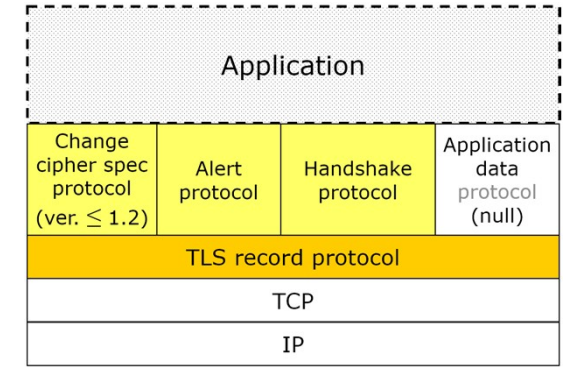 Application
Change
cipher spec
protocol
(ver. ≤ 1.2)
Alert
protocol
Handshake
protocol
Application
data
protocol
(null)
TLS record protocol
TCP
IP